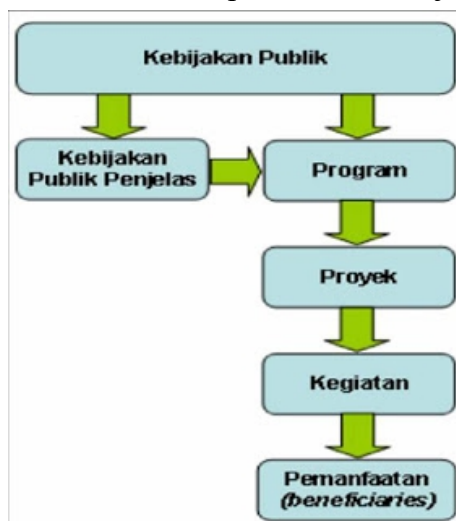 Kebijakan Publik
Kebijakan
Publik Penjelas
Program
Proyek
Kegiatan
Pemanfaatan
(beneficiaries)